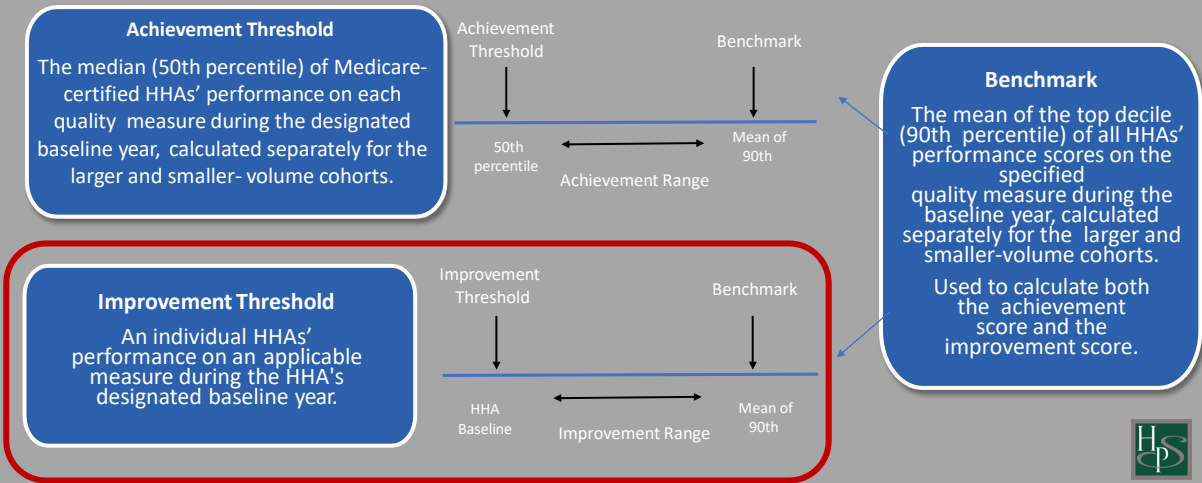 Achievement Threshold
The median (50th percentile) of Medicare-
certified HHAs’ performance on each
quality measure during the designated
baseline year, calculated separately for the
larger and smaller- volume cohorts.
Achievement
Threshold
Benchmark
50th
percentile
Mean of
90th
Achievement Range
Benchmark
The mean of the top decile
(90th percentile) of all HHAs’
performance scores on the
specified
quality measure during the
baseline year, calculated
separately for the larger and
smaller-volume cohorts.
Used to calculate both
the achievement
score and the
improvement score.
Improvement Threshold
An individual HHAs’
performance on an applicable
measure during the HHA's
designated baseline year.
Improvement
Threshold
Benchmark
HHA
Baseline
Mean of
90th
Improvement Range
HPS